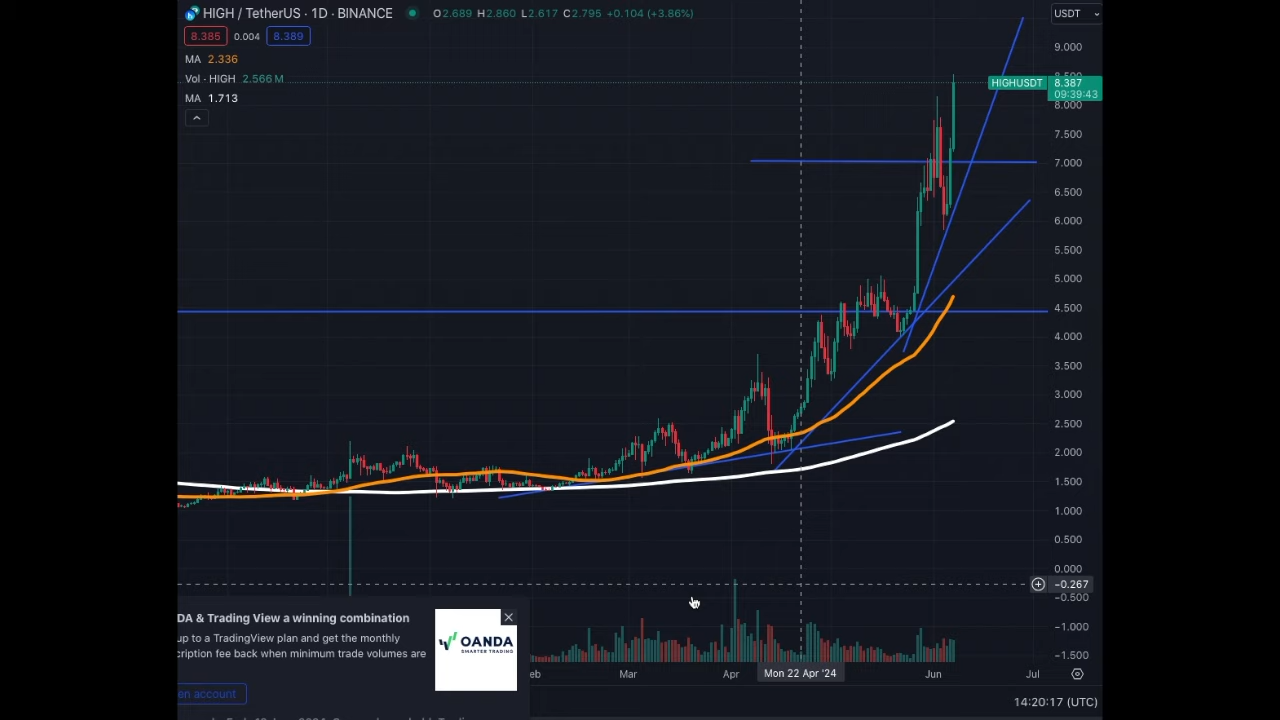 HIGH / TetherUS · 1D · BINANCE O2.689 H2.860 L2.617 C2.795 +0.104 (+3.86%)
USDT
8.385 0.004 8.389
MA 2.336
Vol · HIGH 2.566 M
MA 1.713
9.000
HIGHUSDT 8.387
09:39:43
8.000
7.500
7.000
6.500
6.000
5.500
5.000
4.500
4.000
3.500
3.000
2.500
2.000
1.500
1.000
0.500
0.000
−0.267
−0.500
−1.000
−1.500
DA & Trading View a winning combination
up to a TradingView plan and get the monthly
cription fee back when minimum trade volumes are
OANDA
SMARTER TRADING
en account
eb Mar Apr Mon 22 Apr '24 Jun Jul
14:20:17 (UTC)